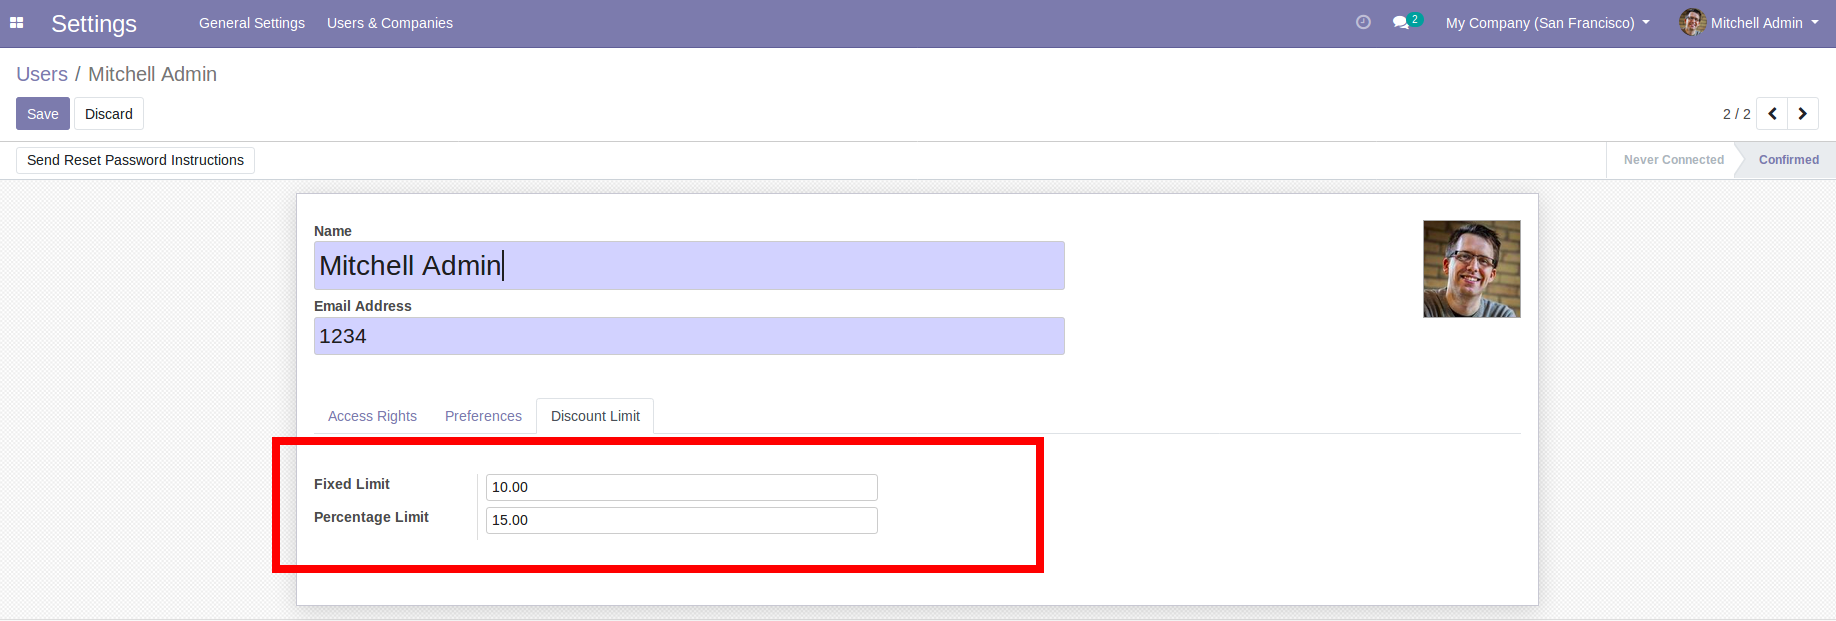 Settings General Settings Users & Companies 2 My Company (San Francisco) Mitchell Admin
Users / Mitchell Admin
Save Discard 2 / 2
Send Reset Password Instructions Never Connected Confirmed
Name
Mitchell Admin
Email Address
1234
Access Rights Preferences Discount Limit
Fixed Limit 10.00
Percentage Limit 15.00